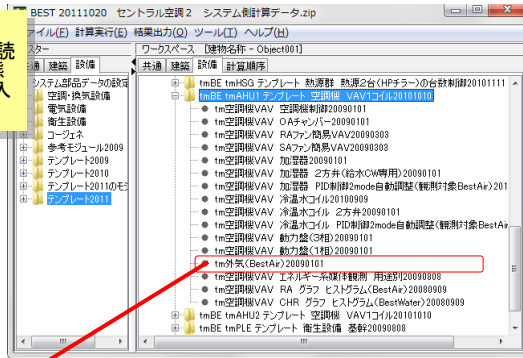 BEST 20111020 セントラル空調2 システム側計算データ.zip
ァイル(F) 計算実行(E) 結果出力(O) ツール(T) ヘルプ(H)
読
入
スター
ワークスペース [建物名称 - Object001]
共通 建築 設備
共通 建築 設備 計算順序
システム部品データの設定
空調・換気設備
電気設備
衛生設備
コージェネ
参考モジュール2009
テンプレート2009
テンプレート2010
テンプレート2011のモジ
テンプレート2011
tmBE tmHSG テンプレート 熱源群 熱源2台(HPチラー)の台数制御20101111
tmBE tmAHU1 テンプレート 空調機 VAV1コイル20101010
tm空調機VAV 空調機制御20090101
tm空調機VAV OAチャンバー20090101
tm空調機VAV RAファン簡易VAV20090303
tm空調機VAV SAファン簡易VAV20090303
tm空調機VAV 加湿器20090101
tm空調機VAV 加湿器 2方弁(給水CW専用)20090101
tm空調機VAV 加湿器 PID制御2mode自動調整(観測対象BestAir)201
tm空調機VAV 冷温水コイル20100909
tm空調機VAV 冷温水コイル 2方弁20090101
tm空調機VAV 冷温水コイル PID制御2mode自動調整(観測対象BestAir
tm空調機VAV 動力盤(3相)20090101
tm空調機VAV 動力盤(1相)20090101
tm外気(BestAir)20090101
tm空調機VAV エネルギー系媒体観測 用途別20090808
tm空調機VAV RA グラフ ヒストグラム(BestAir)20080909
tm空調機VAV CHR グラフ ヒストグラム(BestWater)20080909
tmBE tmAHU2 テンプレート 空調機 VAV1コイル20101010
tmBE tmPLE テンプレート 衛生設備 基幹20090808